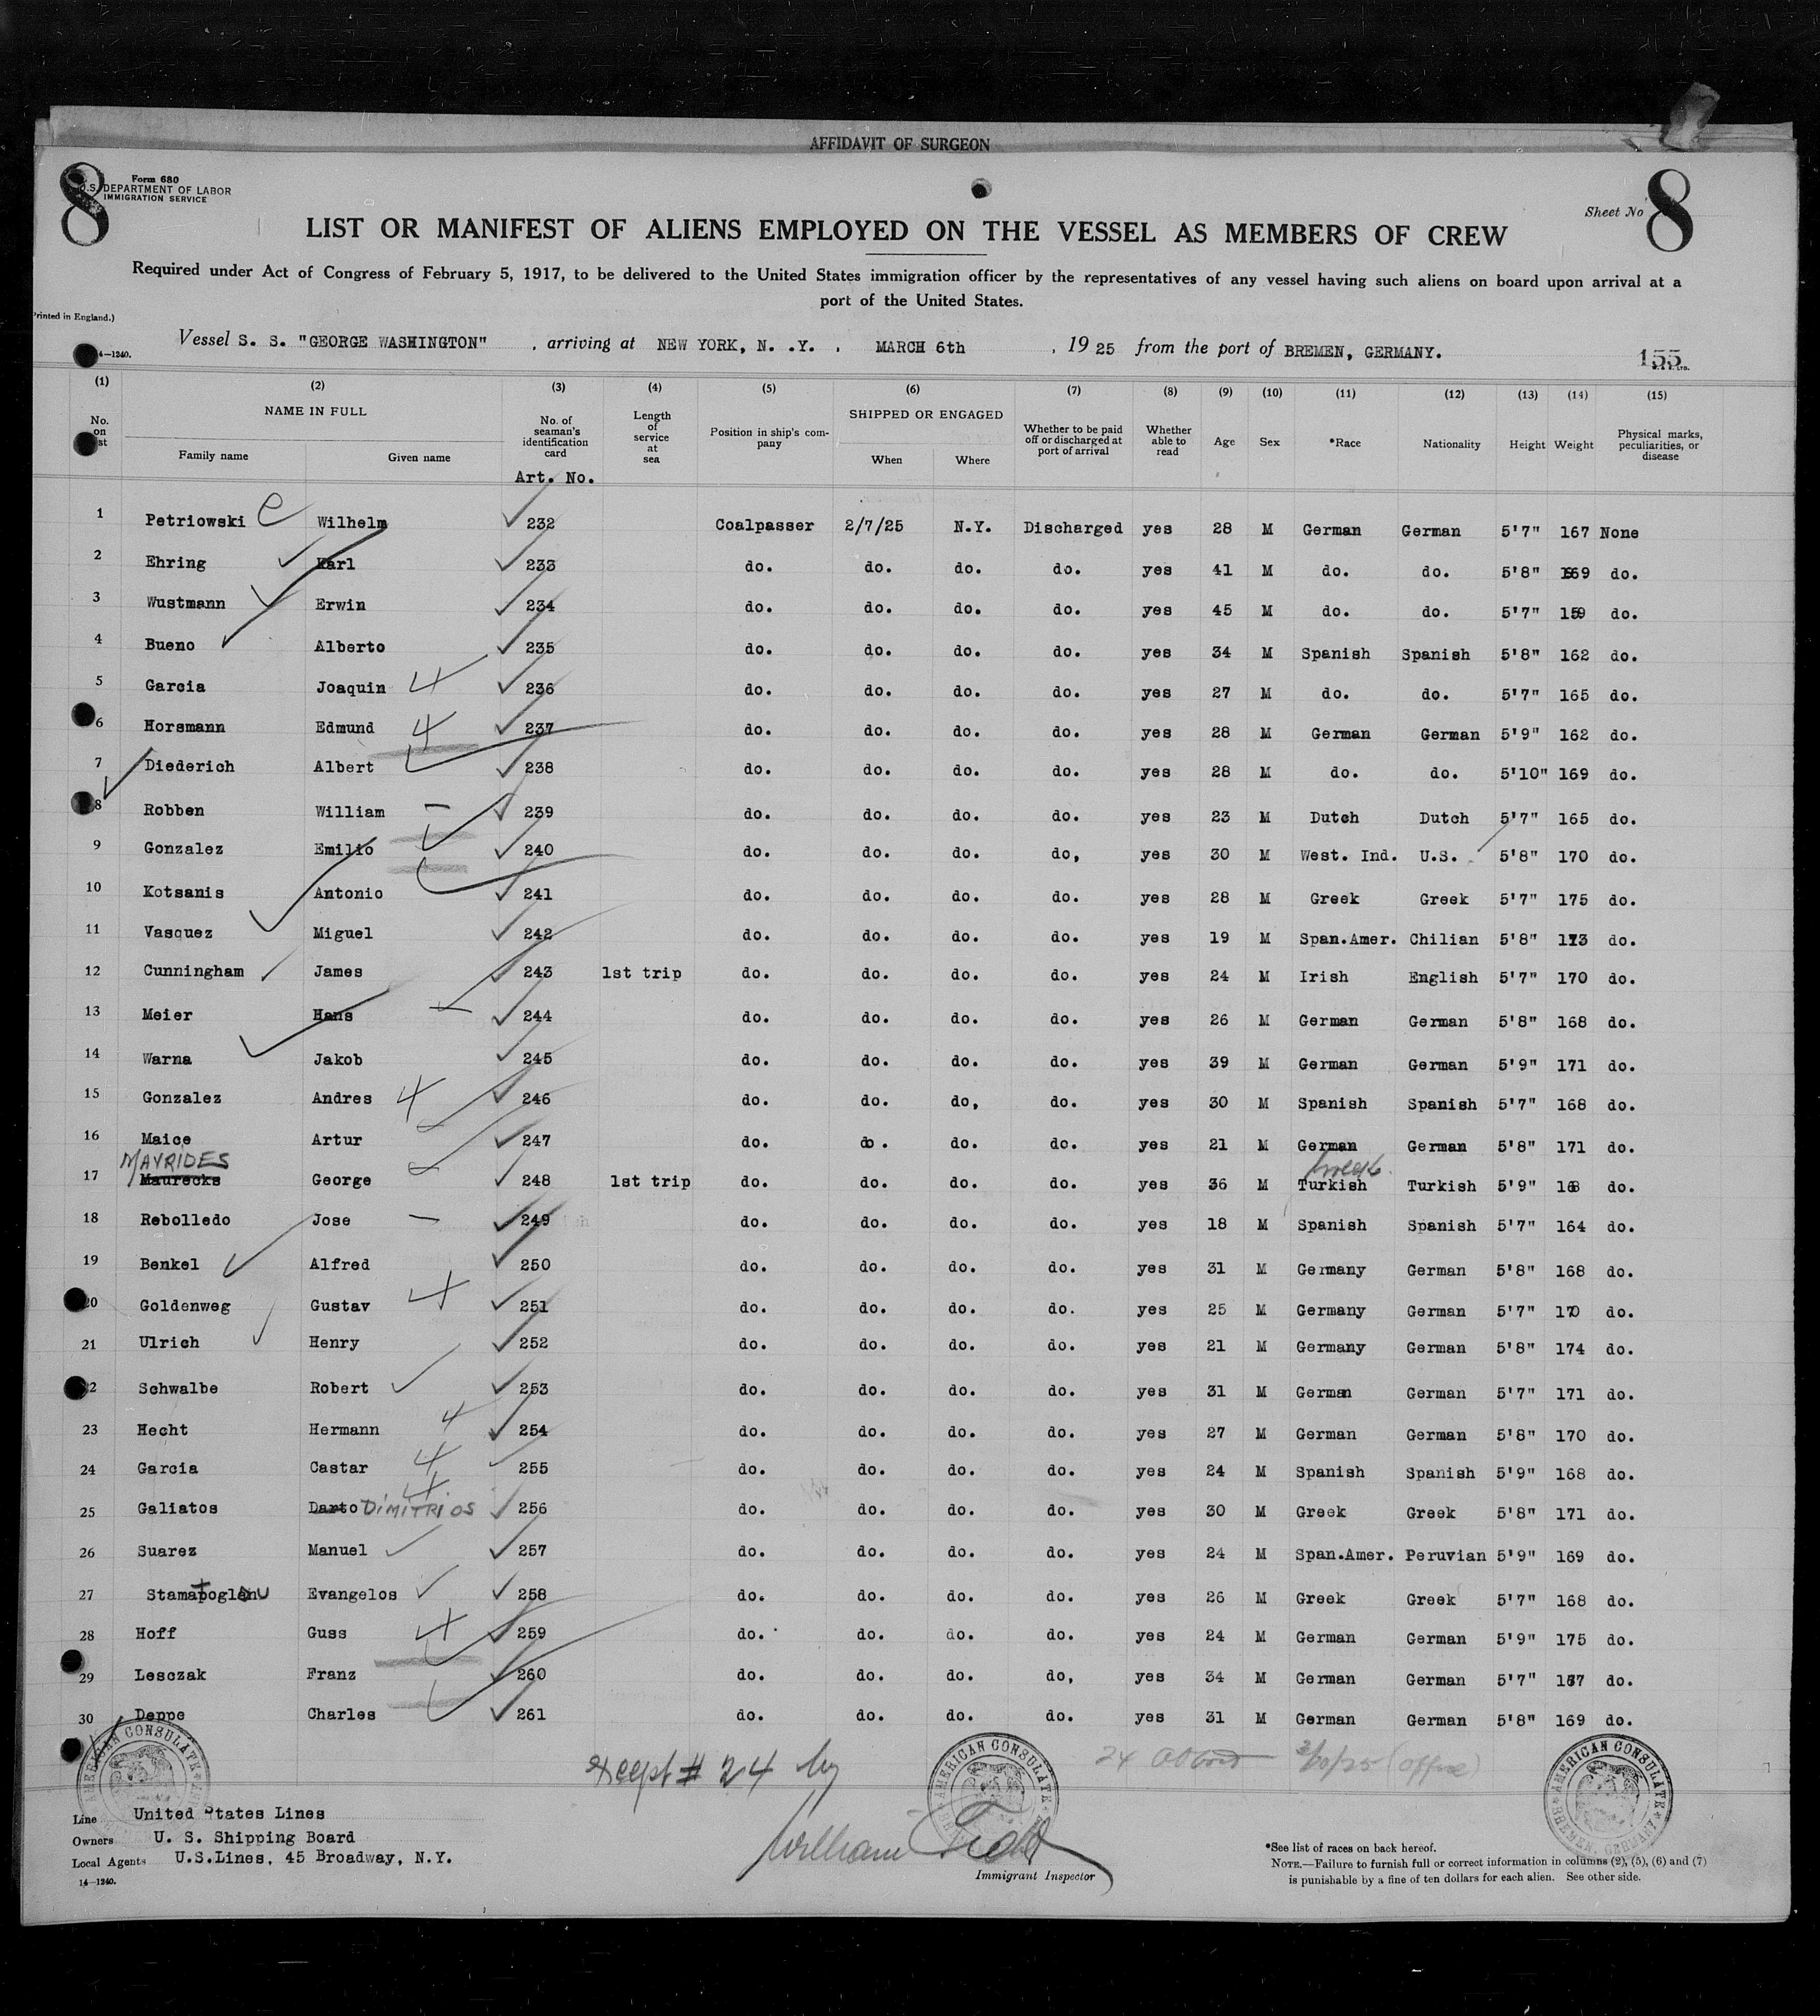 AFFIDAVIT OF SURGEON
8
Form 680
U.S. DEPARTMENT OF LABOR
IMMIGRATION SERVICE
Sheet No 8
LIST OR MANIFEST OF ALIENS EMPLOYED ON THE VESSEL AS MEMBERS OF CREW
Required under Act of Congress of February 5, 1917, to be delivered to the United States immigration officer by the representatives of any vessel having such aliens on board upon arrival at a
port of the United States.
Printed in England.)
Vessel S. S. "GEORGE WASHINGTON" , arriving at NEW YORK, N. .Y. , MARCH 6th , 1925 from the port of BREMEN, GERMANY.
4—1240.
155
(1) (2) (3) (4) (5) (6) (7) (8) (9) (10) (11) (12) (13) (14) (15)
No. on list NAME IN FULL Family name Given name No. of seaman's identification card Length of service at sea Position in ship's company SHIPPED OR ENGAGED When Where Whether to be paid off or discharged at port of arrival Whether able to read Age Sex *Race Nationality Height Weight Physical marks, peculiarities, or disease
Art. No.
1 Petriowski Wilhelm 232 Coalpasser 2/7/25 N.Y. Discharged yes 28 M German German 5'7" 167 None
2 Ehring Karl 233 do. do. do. do. yes 41 M do. do. 5'8" 169 do.
3 Wustmann Erwin 234 do. do. do. do. yes 45 M do. do. 5'7" 159 do.
4 Bueno Alberto 235 do. do. do. do. yes 34 M Spanish Spanish 5'8" 162 do.
5 Garcia Joaquin 4 236 do. do. do. do. yes 27 M do. do. 5'7" 165 do.
6 Horsmann Edmund 4 237 do. do. do. do. yes 28 M German German 5'9" 162 do.
7 Diederich Albert 238 do. do. do. do. yes 28 M do. do. 5'10" 169 do.
8 Robben William 239 do. do. do. do. yes 23 M Dutch Dutch 5'7" 165 do.
9 Gonzalez Emilio 240 do. do. do. do, yes 30 M West. Ind. U.S. 5'8" 170 do.
10 Kotsanis Antonio 241 do. do. do. do. yes 28 M Greek Greek 5'7" 175 do.
11 Vasquez Miguel 242 do. do. do. do. yes 19 M Span.Amer. Chilian 5'8" do.
12 Cunningham James 243 1st trip do. do. do. do. yes 24 M Irish English 5'7" 170 do.
13 Meier Hans 244 do. do. do. do. yes 26 M German German 5'8" 168 do.
14 Warna Jakob 245 do. do. do. do. yes 39 M German German 5'9" 171 do.
15 Gonzalez Andres 4 246 do. do. do, do. yes 30 M Spanish Spanish 5'7" 168 do.
16 Maice Artur 247 do. do. do. do. yes 21 M German German 5'8" 171 do.
MAVRIDES Greek
17 Maurecks George 248 1st trip do. do. do. do. yes 36 M Turkish Turkish 5'9" do.
18 Rebolledo Jose 249 do. do. do. do. yes 18 M Spanish Spanish 5'7" 164 do.
19 Benkel Alfred 250 do. do. do. do. yes 31 M Germany German 5'8" 168 do.
20 Goldenweg Gustav 4 251 do. do. do. do. yes 25 M Germany German 5'7" 170 do.
21 Ulrich Henry 252 do. do. do. do. yes 21 M Germany German 5'8" 174 do.
22 Schwalbe Robert 253 do. do. do. do. yes 31 M German German 5'7" 171 do.
23 Hecht Hermann 4 254 do. do. do. do. yes 27 M German German 5'8" 170 do.
24 Garcia Castar 4 255 do. do. do. do. yes 24 M Spanish Spanish 5'9" 168 do.
25 Galiatos Danto DIMITRIOS 4 256 do. do. do. do. yes 30 M Greek Greek 5'8" 171 do.
26 Suarez Manuel 257 do. do. do. do. yes 24 M Span.Amer. Peruvian 5'9" 169 do.
27 Evangelos 258 do. do. do. do. yes 26 M Greek Greek 5'7" 168 do.
28 Hoff Guss 4 259 do. do. do. do. yes 24 M German German 5'9" 175 do.
29 Lesczak Franz 260 do. do. do. do, yes 34 M German German 5'7" do.
30 Deppe Charles 261 do. do. do. do. yes 31 M German German 5'8" 169 do.
AMERICAN CONSULATE
AMERICAN CONSULATE
AMERICAN CONSULATE BREMEN, GERMANY
Except # 24 by
24 3/10/25 (Office)
William
Immigrant Inspector
Line United States Lines
Owners U. S. Shipping Board
Local Agents U.S.Lines, 45 Broadway, N.Y.
14—1240.
*See list of races on back hereof.
NOTE.—Failure to furnish full or correct information in columns (2), (5), (6) and (7)
is punishable by a fine of ten dollars for each alien. See other side.